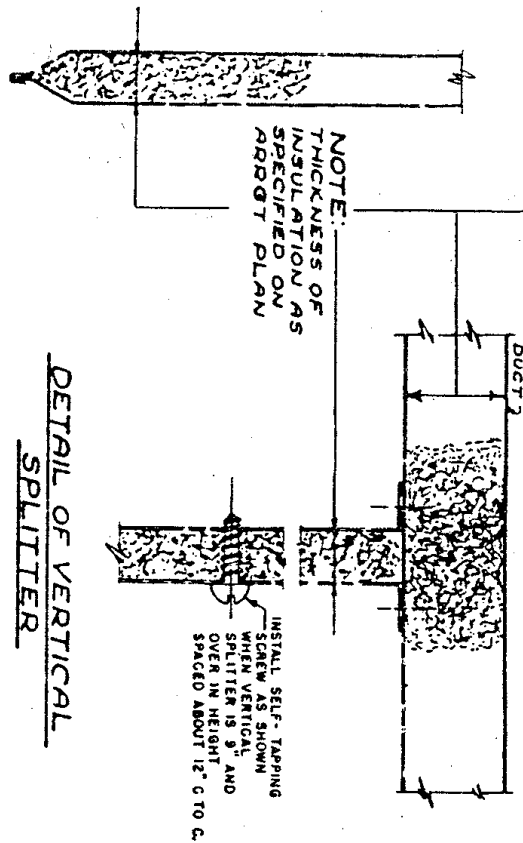 DUCT
NOTE:
THICKNESS OF
INSULATION AS
SPECIFIED ON
ARRGT PLAN
INSTALL SELF-TAPPING
SCREW AS SHOWN
WHEN VERTICAL
SPLITTER IS 9" AND
OVER IN HEIGHT
SPACED ABOUT 12" C TO C.
DETAIL OF VERTICAL
SPLITTER